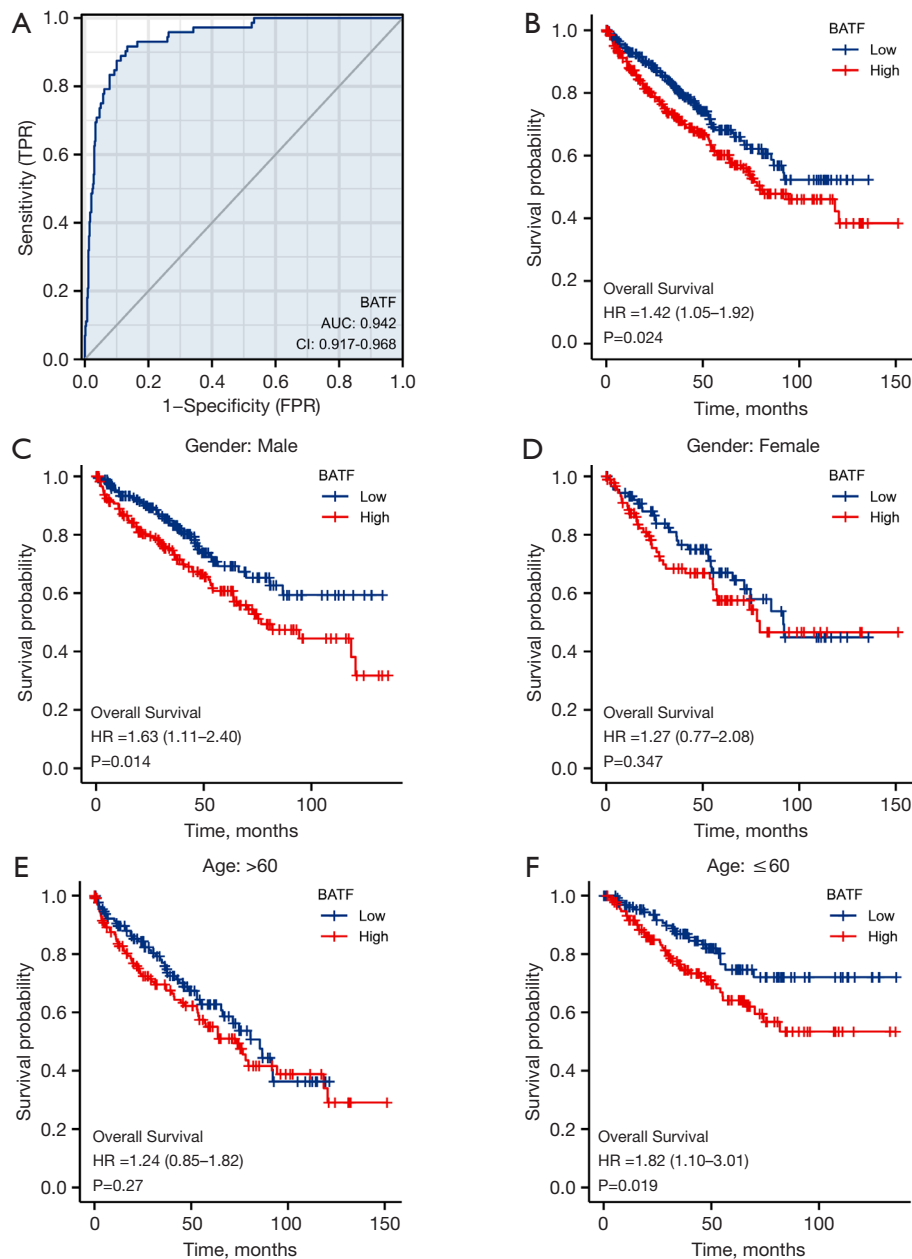 A
1.0
0.8
0.6
0.4
0.2
0.0
Sensitivity (TPR)
BATF
AUC: 0.942
CI: 0.917-0.968
0.0 0.2 0.4 0.6 0.8 1.0
1–Specificity (FPR)
B
BATF
Low
High
1.0
0.8
0.6
0.4
0.2
0.0
Survival probability
Overall Survival
HR =1.42 (1.05–1.92)
P=0.024
0 50 100 150
Time, months
C
Gender: Male
BATF
Low
High
1.0
0.8
0.6
0.4
0.2
0.0
Survival probability
Overall Survival
HR =1.63 (1.11–2.40)
P=0.014
0 50 100
Time, months
D
Gender: Female
BATF
Low
High
1.0
0.8
0.6
0.4
0.2
0.0
Survival probability
Overall Survival
HR =1.27 (0.77–2.08)
P=0.347
0 50 100 150
Time, months
E
Age: >60
BATF
Low
High
1.0
0.8
0.6
0.4
0.2
0.0
Survival probability
Overall Survival
HR =1.24 (0.85–1.82)
P=0.27
0 50 100 150
Time, months
F
Age: ≤60
BATF
Low
High
1.0
0.8
0.6
0.4
0.2
0.0
Survival probability
Overall Survival
HR =1.82 (1.10–3.01)
P=0.019
0 50 100
Time, months